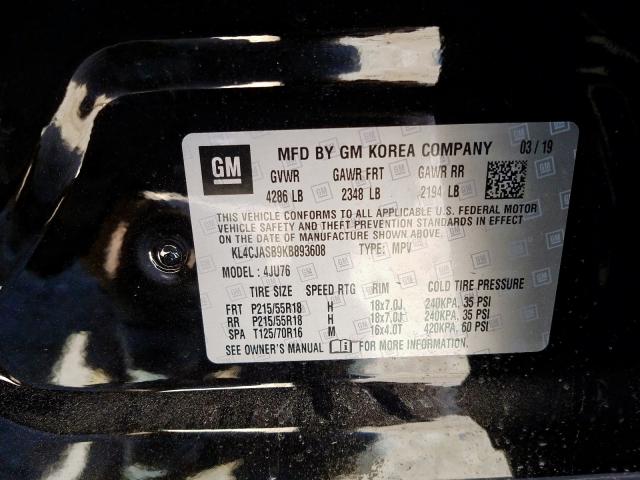 GM
MFD BY GM KOREA COMPANY 03/19
GVWR GAWR FRT GAWR RR
4286 LB 2348 LB 2194 LB
THIS VEHICLE CONFORMS TO ALL APPLICABLE U.S. FEDERAL MOTOR
VEHICLE SAFETY AND THEFT PREVENTION STANDARDS IN EFFECT
ON THE DATE OF MANUFACTURE SHOWN ABOVE.
KL4CJASB9KB893608 TYPE: MPV
MODEL: 4JU76
TIRE SIZE SPEED RTG RIM COLD TIRE PRESSURE
FRT P215/55R18 H 18x7.0J 240KPA, 35 PSI
RR P215/55R18 H 18x7.0J 240KPA, 35 PSI
SPA T125/70R16 M 16x4.0T 420KPA, 60 PSI
SEE OWNER'S MANUAL FOR MORE INFORMATION.